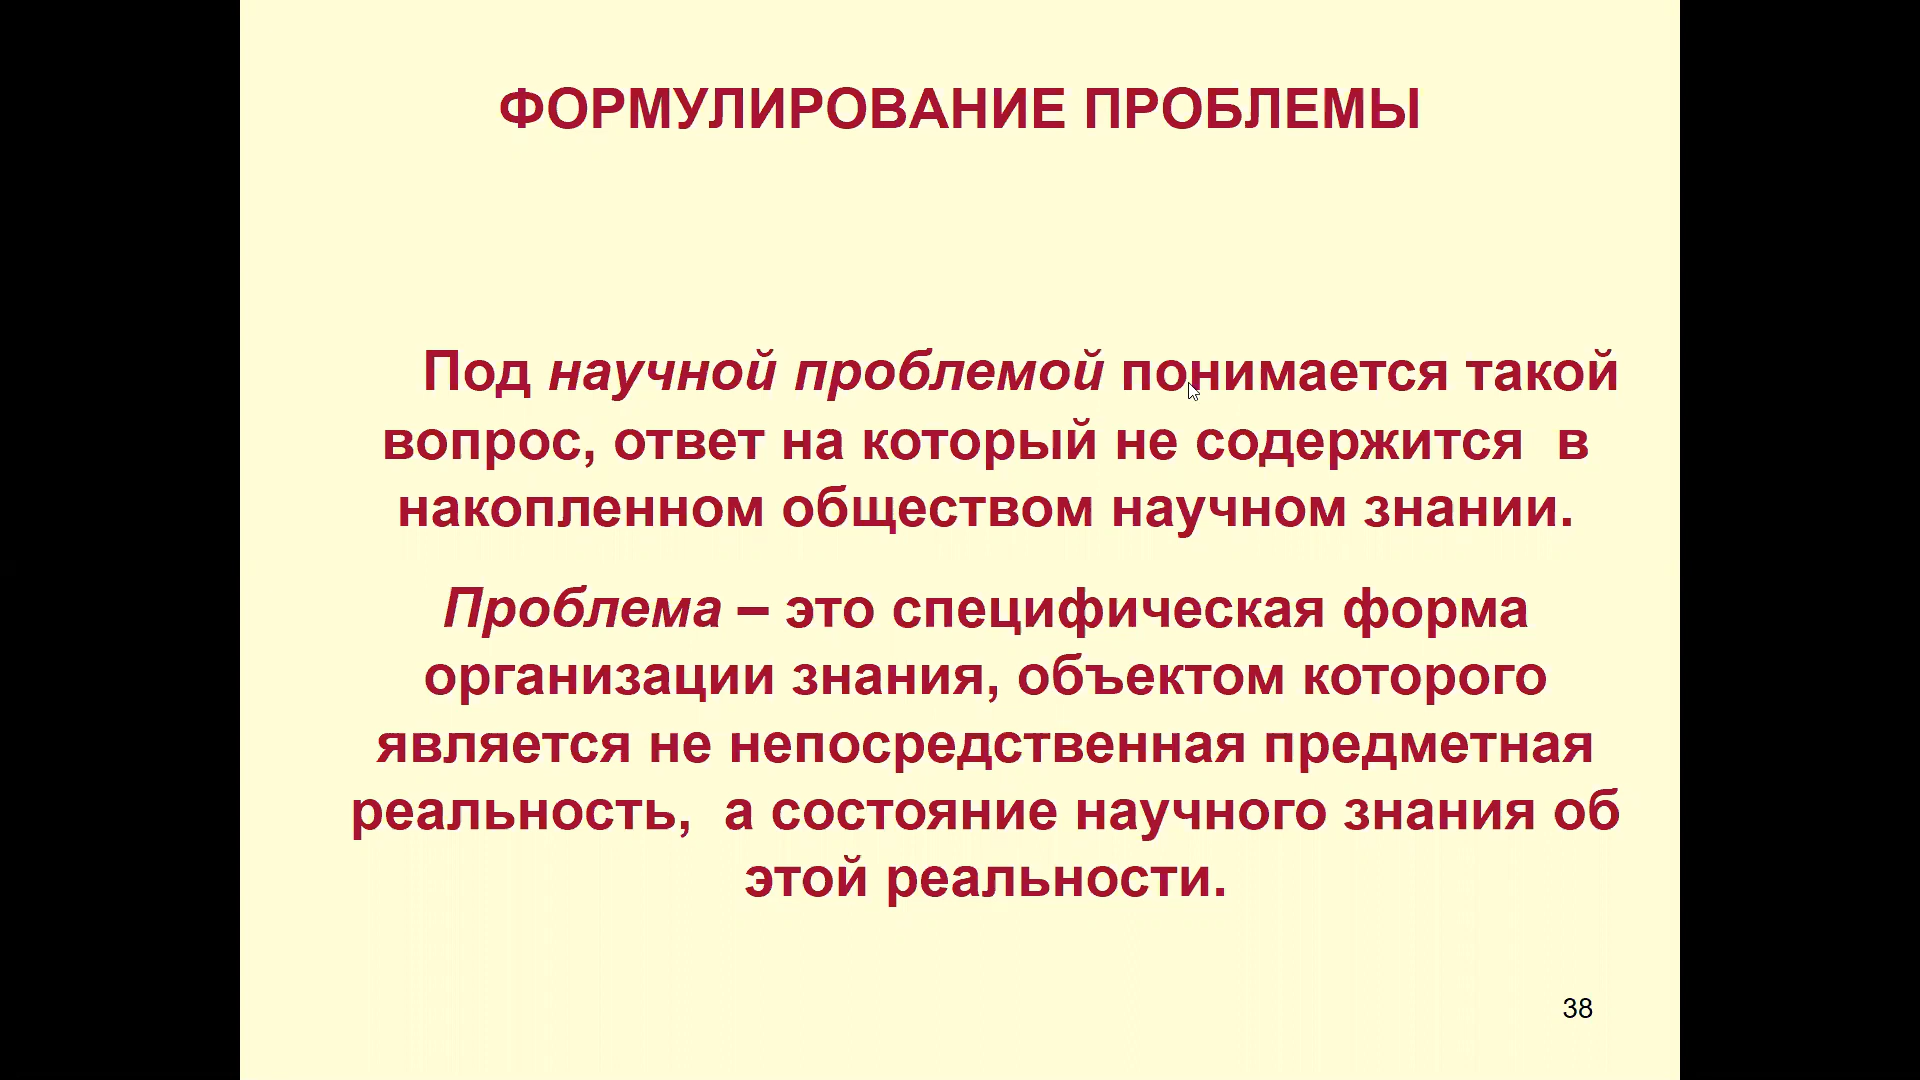 ФОРМУЛИРОВАНИЕ ПРОБЛЕМЫ
Под научной проблемой понимается такой
вопрос, ответ на который не содержится в
накопленном обществом научном знании.
Проблема – это специфическая форма
организации знания, объектом которого
является не непосредственная предметная
реальность, а состояние научного знания об
этой реальности.
38